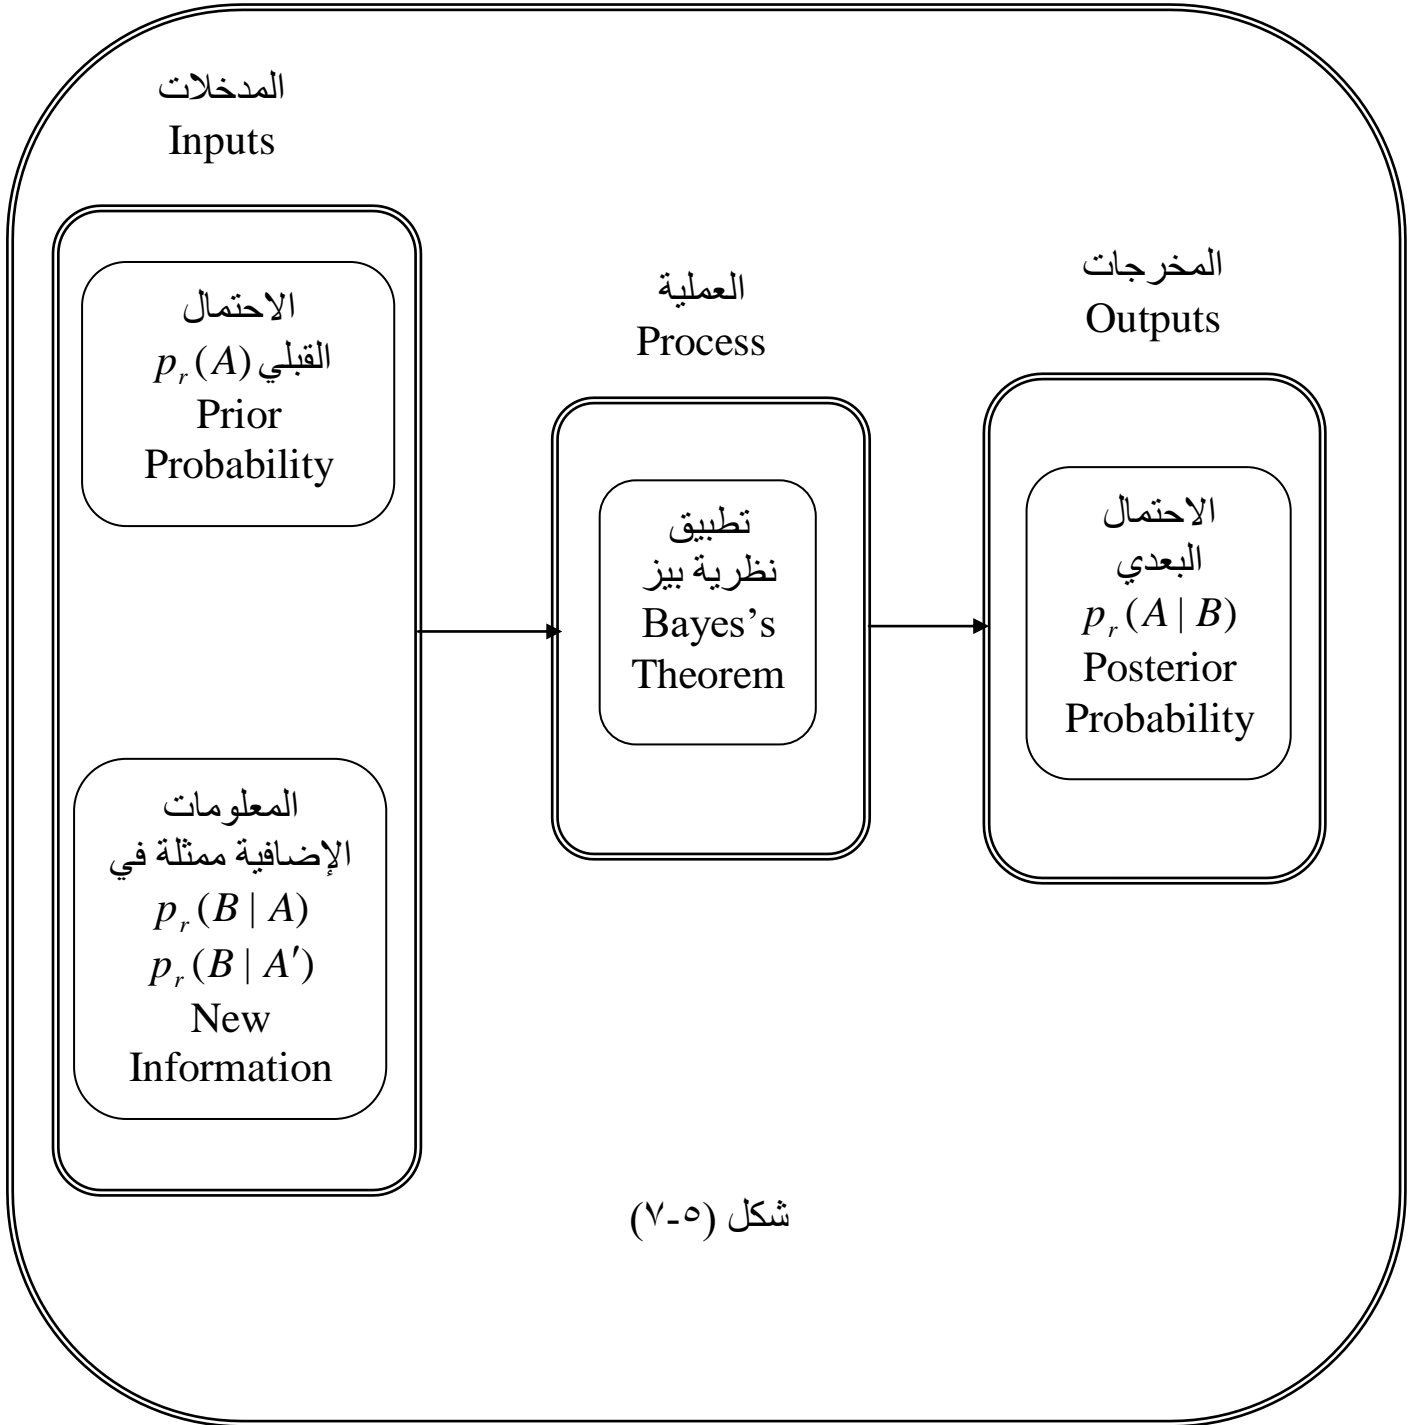 المدخلات
Inputs
الاحتمال
القبلي p_r(A)
Prior
Probability
المعلومات
الإضافية ممثلة في
p_r(B | A)
p_r(B | A′)
New
Information
العملية
Process
تطبيق
نظرية بيز
Bayes’s
Theorem
المخرجات
Outputs
الاحتمال
البعدي
p_r(A | B)
Posterior
Probability
شكل (٥-٧)